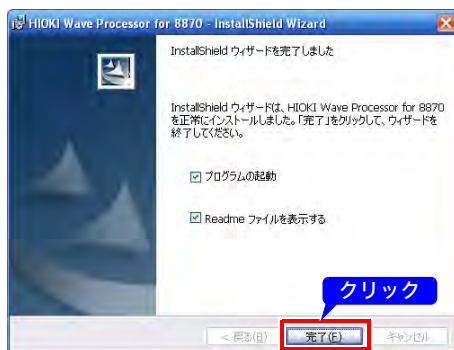 HIOKI Wave Processor for 8870 - InstallShield Wizard
InstallShield ウィザードを完了しました
InstallShield ウィザードは、HIOKI Wave Processor for 8870
を正常にインストールしました。「完了」をクリックして、ウィザードを
終了してください。
プログラムの起動
Readme ファイルを表示する
クリック
< 戻る(B)
完了(F)
キャンセル